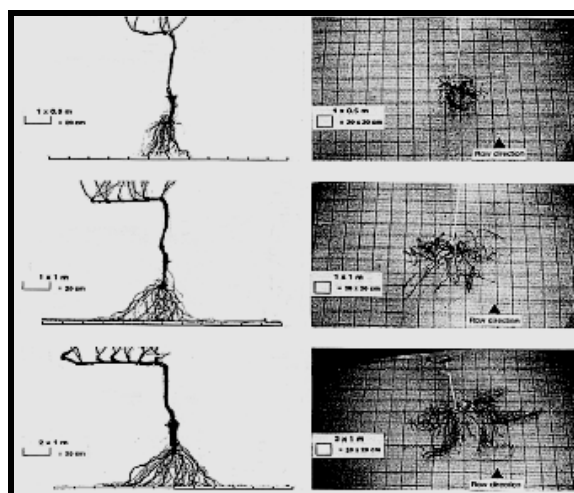 1 x 0.5 m
= 20 cm
1 x 0.5 m
= 20 x 20 cm
Row direction
1 x 1 m
= 20 cm
1 x 1 m
= 20 x 20 cm
Row direction
2 x 1 m
= 20 cm
2 x 1 m
= 20 x 20 cm
Row direction